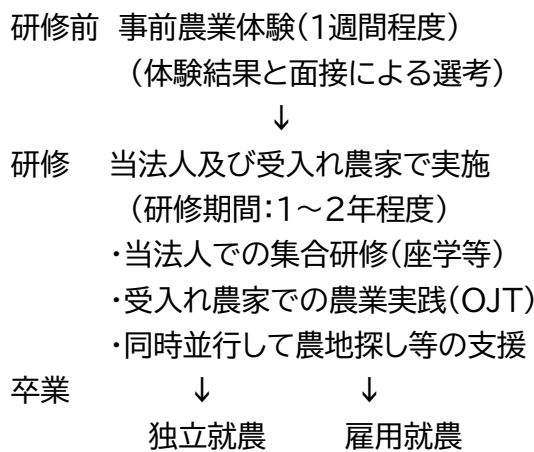 研修前 事前農業体験(1週間程度)
(体験結果と面接による選考)
↓
研修 当法人及び受入れ農家で実施
(研修期間:1~2年程度)
・当法人での集合研修(座学等)
・受入れ農家での農業実践(OJT)
・同時並行して農地探し等の支援
卒業 ↓ ↓
独立就農 雇用就農